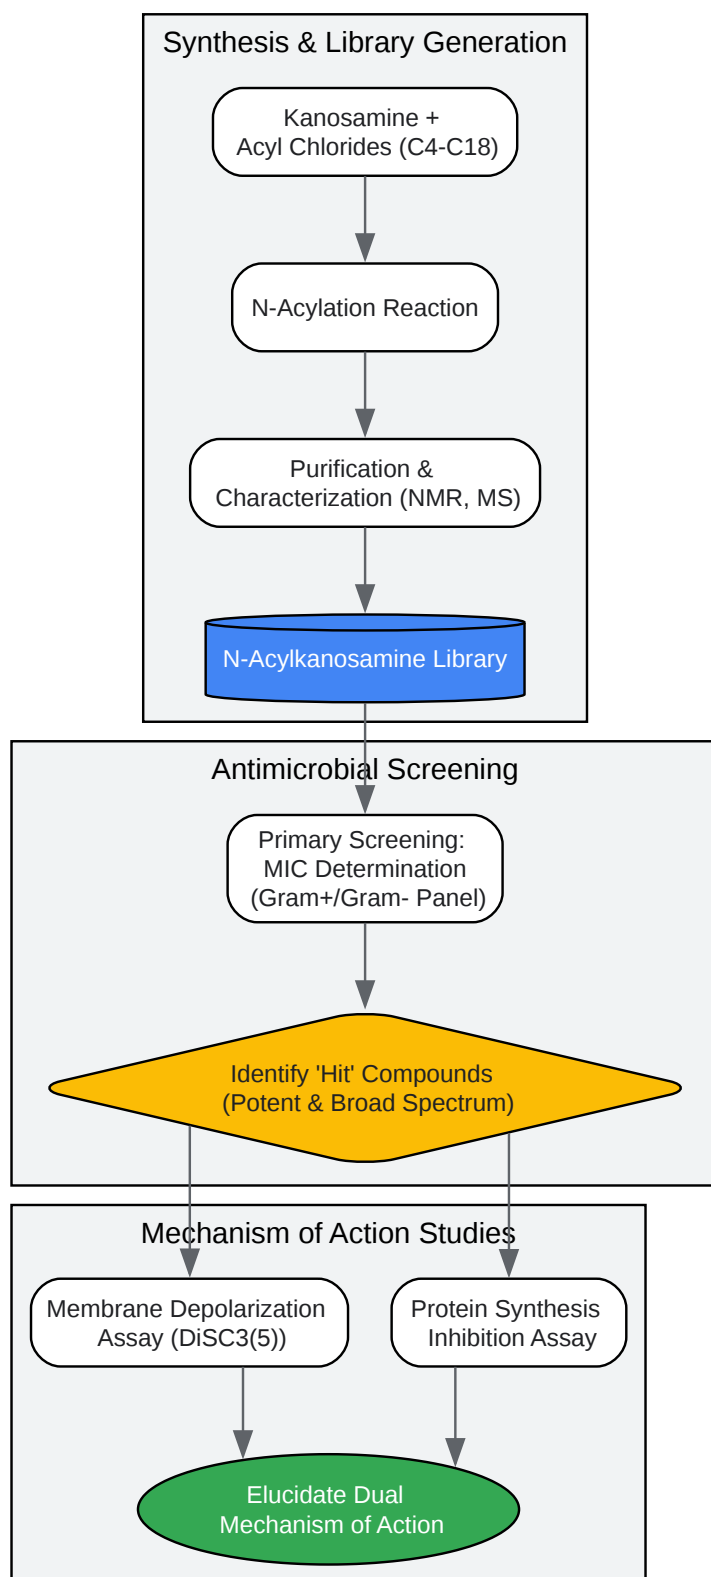 Synthesis & Library Generation
Kanosamine +
Acyl Chlorides (C4-C18)
N-Acylation Reaction
Purification &
Characterization (NMR, MS)
N-Acylkanosamine Library
Antimicrobial Screening
Primary Screening:
MIC Determination
(Gram+/Gram- Panel)
Identify 'Hit' Compounds
(Potent & Broad Spectrum)
Mechanism of Action Studies
Membrane Depolarization
Assay (DiSC3(5))
Protein Synthesis
Inhibition Assay
Elucidate Dual
Mechanism of Action